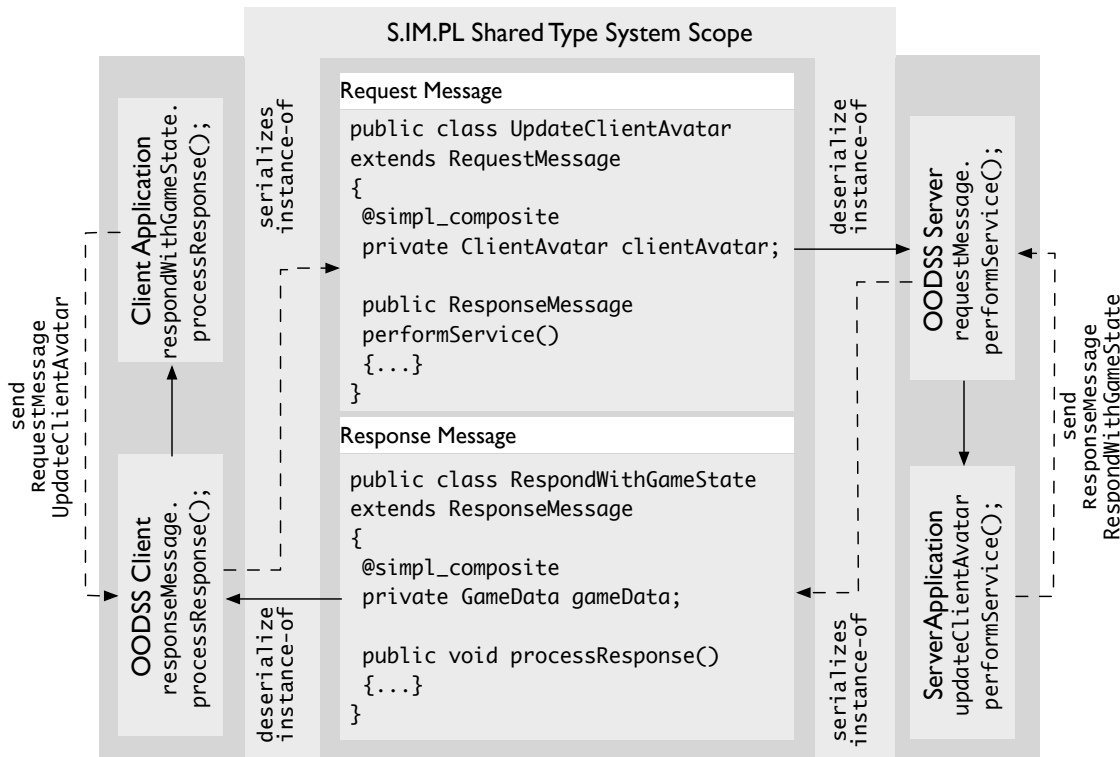 S.IM.PL Shared Type System Scope
send
RequestMessage
UpdateClientAvatar
Client Application
respondWithGameState.
processResponse();
OODSS Client
responseMessage.
processResponse();
serializes
instance-of
deserialize
instance-of
Request Message
public class UpdateClientAvatar
extends RequestMessage
{
@simpl_composite
private ClientAvatar clientAvatar;
public ResponseMessage
performService()
{...}
}
Response Message
public class RespondWithGameState
extends ResponseMessage
{
@simpl_composite
private GameData gameData;
public void processResponse()
{...}
}
deserialize
instance-of
serializes
instance-of
OODSS Server
requestMessage.
performService();
ServerApplication
updateClientAvatar
performService();
send
ResponseMessage
RespondWithGameState